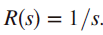 R(s) = 1/s.